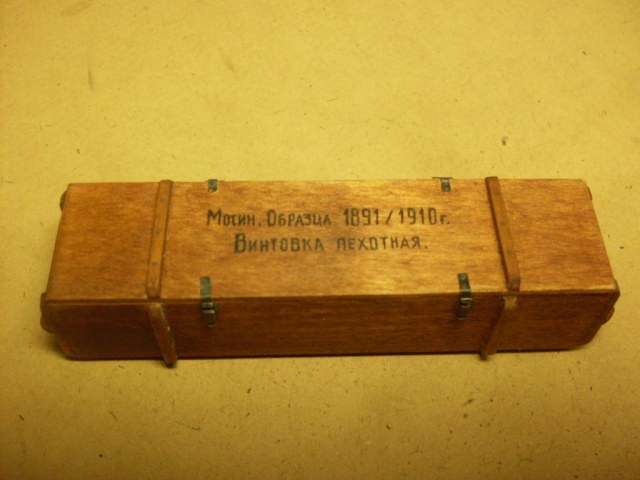 Мосин. Образца 1891/1910г.
Винтовка пехотная.